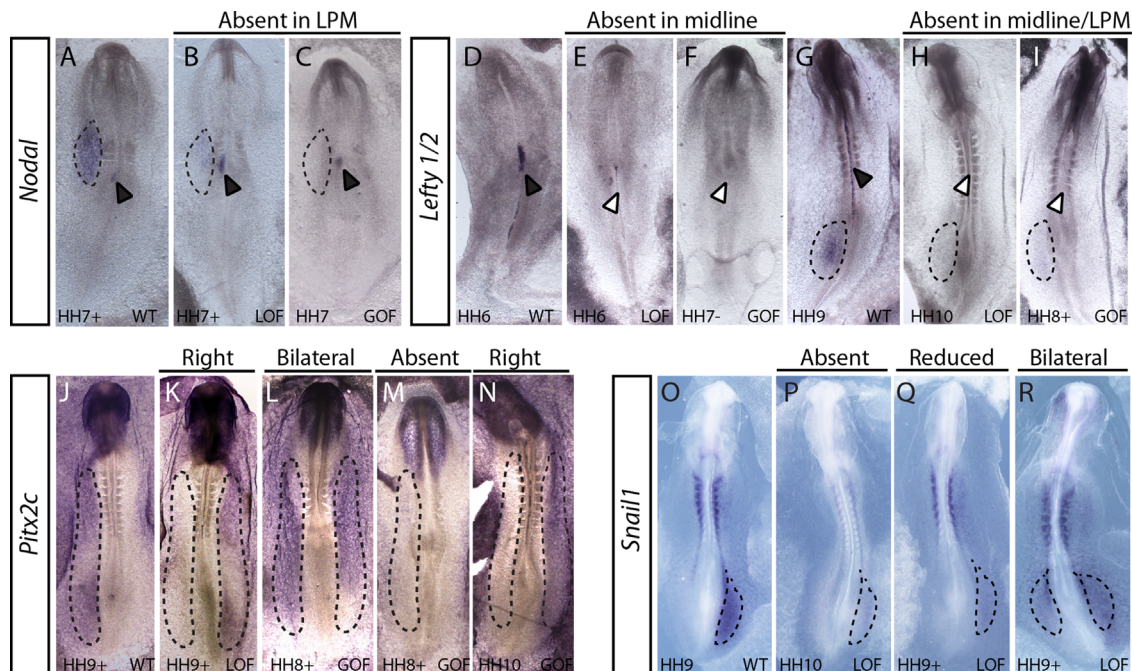 Absent in LPM
Absent in midline
Absent in midline/LPM
Nodal
A B C
HH7+ WT HH7+ LOF HH7 GOF
Lefty 1/2
D E F G H I
HH6 WT HH6 LOF HH7- GOF HH9 WT HH10 LOF HH8+ GOF
Right Bilateral Absent Right
Pitx2c
J K L M N
HH9+ WT HH9+ LOF HH8+ GOF HH8+ GOF HH10 GOF
Absent Reduced Bilateral
Snail1
O P Q R
HH9 WT HH10 LOF HH9+ LOF HH9+ LOF